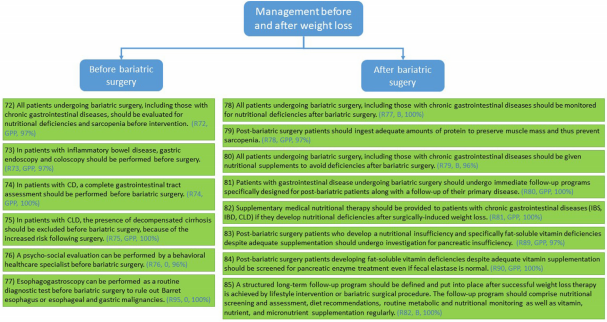 Management before
and after weight loss
Before bariatric
surgery
72) All patients undergoing bariatric surgery, including those with
chronic gastrointestinal diseases, should be evaluated for
nutritional deficiencies and sarcopenia before intervention. (R72,
GPP, 97%)
73) In patients with inflammatory bowel disease, gastric
endoscopy and coloscopy should be performed before surgery.
(R73, GPP, 97%)
74) In patients with CD, a complete gastrointestinal tract
assessment should be performed before surgery. (R74,
GPP, 100%)
75) In patients with CLD, the presence of decompensated cirrhosis
should be excluded before bariatric surgery, because of the
increased risk following surgery. (R75, GPP, 100%)
76) A psycho-social evaluation can be performed by a behavioral
healthcare specialist before bariatric surgery. (R76, 0, 96%)
77) Esophagogastroscopy can be performed as a routine
diagnostic test before bariatric surgery to rule out Barret
esophagus or esophageal and gastric malignancies. (R95, 0, 100%)
After bariatric
surgery
78) All patients undergoing bariatric surgery, including those with chronic gastrointestinal diseases should be monitored
for nutritional deficiencies after bariatric surgery. (R77, B, 100%)
79) Post-bariatric surgery patients should ingest adequate amounts of protein to preserve muscle mass and thus prevent
sarcopenia. (R78, GPP, 97%)
80) All patients undergoing bariatric surgery, including those with chronic gastrointestinal diseases should be given
nutritional supplements to avoid deficiencies after bariatric surgery. (R79, B, 96%)
81) Patients with gastrointestinal disease undergoing bariatric surgery should undergo immediate follow-up programs
specifically designed for post-bariatric patients along with a follow-up of their primary disease. (R80, GPP, 100%)
82) Supplementary medical nutritional therapy should be provided to patients with chronic gastrointestinal diseases (IBS,
IBD, CLD) if they develop nutritional deficiencies after surgically-induced weight loss. (R81, GPP, 100%)
83) Post-bariatric surgery patients who develop a nutritional insufficiency and specifically fat-soluble vitamin deficiencies
despite adequate supplementation should undergo investigation for pancreatic insufficiency. (R89, GPP, 97%)
84) Post-bariatric patients developing fat-soluble vitamin deficiencies despite adequate vitamin supplementation
should be screened for pancreatic enzyme treatment even if fecal elastase is normal. (R90, GPP, 100%)
85) A structured long-term follow-up program should be defined and put into place after successful weight loss therapy
is achieved by lifestyle intervention or bariatric surgical procedure. The follow-up program should comprise nutritional
screening and assessment, diet recommendations, routine metabolic and nutritional monitoring as well as vitamin,
nutrient, and micronutrient supplementation regularly. (R82, B, 100%)